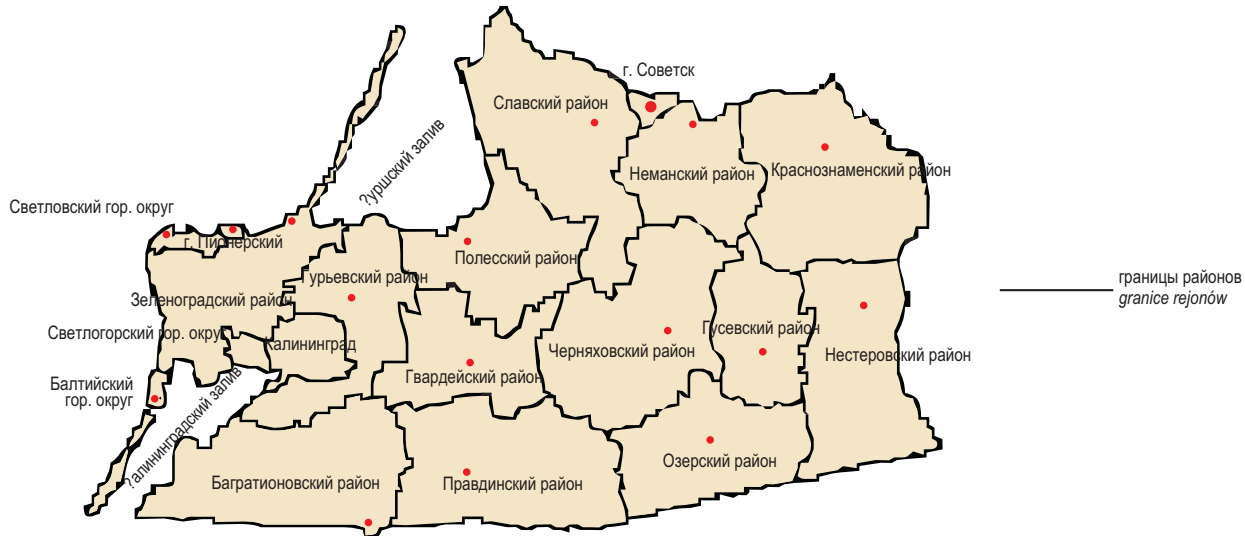 г. Советск
Славский район
?уршский залив
Неманский район
Краснознаменский район
Светловский гор. округ
г. Пионерский
Полесский район
Гурьевский район
границы районов
granice rejonów
Зеленоградский район
Светлогорский гор. округ
Калининград
Гусевский район
Черняховский район
Нестеровский район
Гвардейский район
Балтийский
гор. округ
?алининградский залив
Озерский район
Багратионовский район
Правдинский район